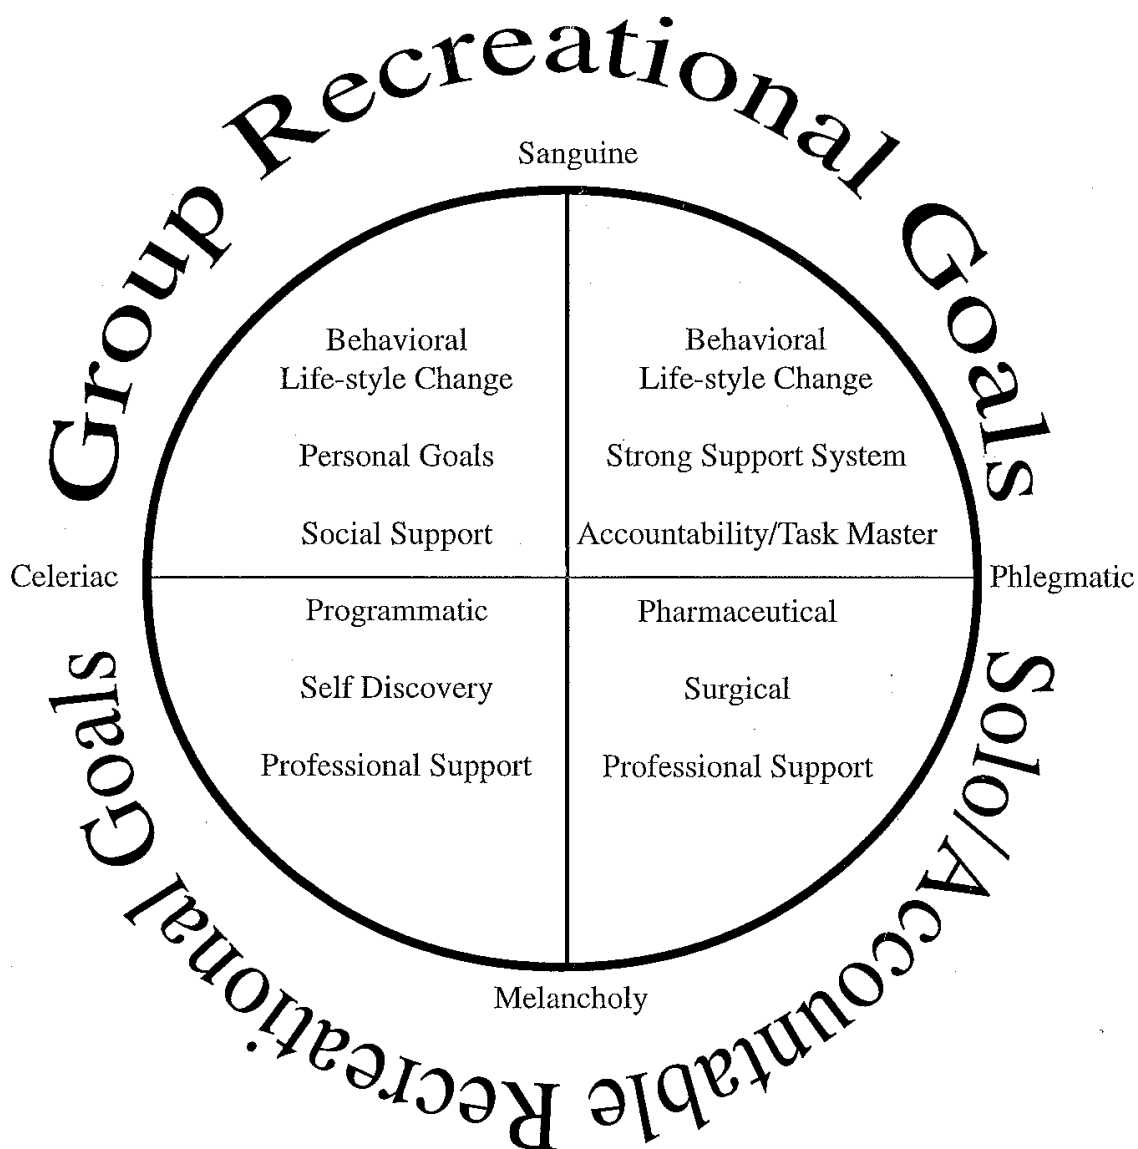 Group Recreational Goals
Sanguine
Behavioral
Life-style Change
Personal Goals
Social Support
Behavioral
Life-style Change
Strong Support System
Accountability/Task Master
Celeriac
Phlegmatic
Programmatic
Self Discovery
Professional Support
Pharmaceutical
Surgical
Professional Support
Melancholy
Solo/Accountable Recreational Goals